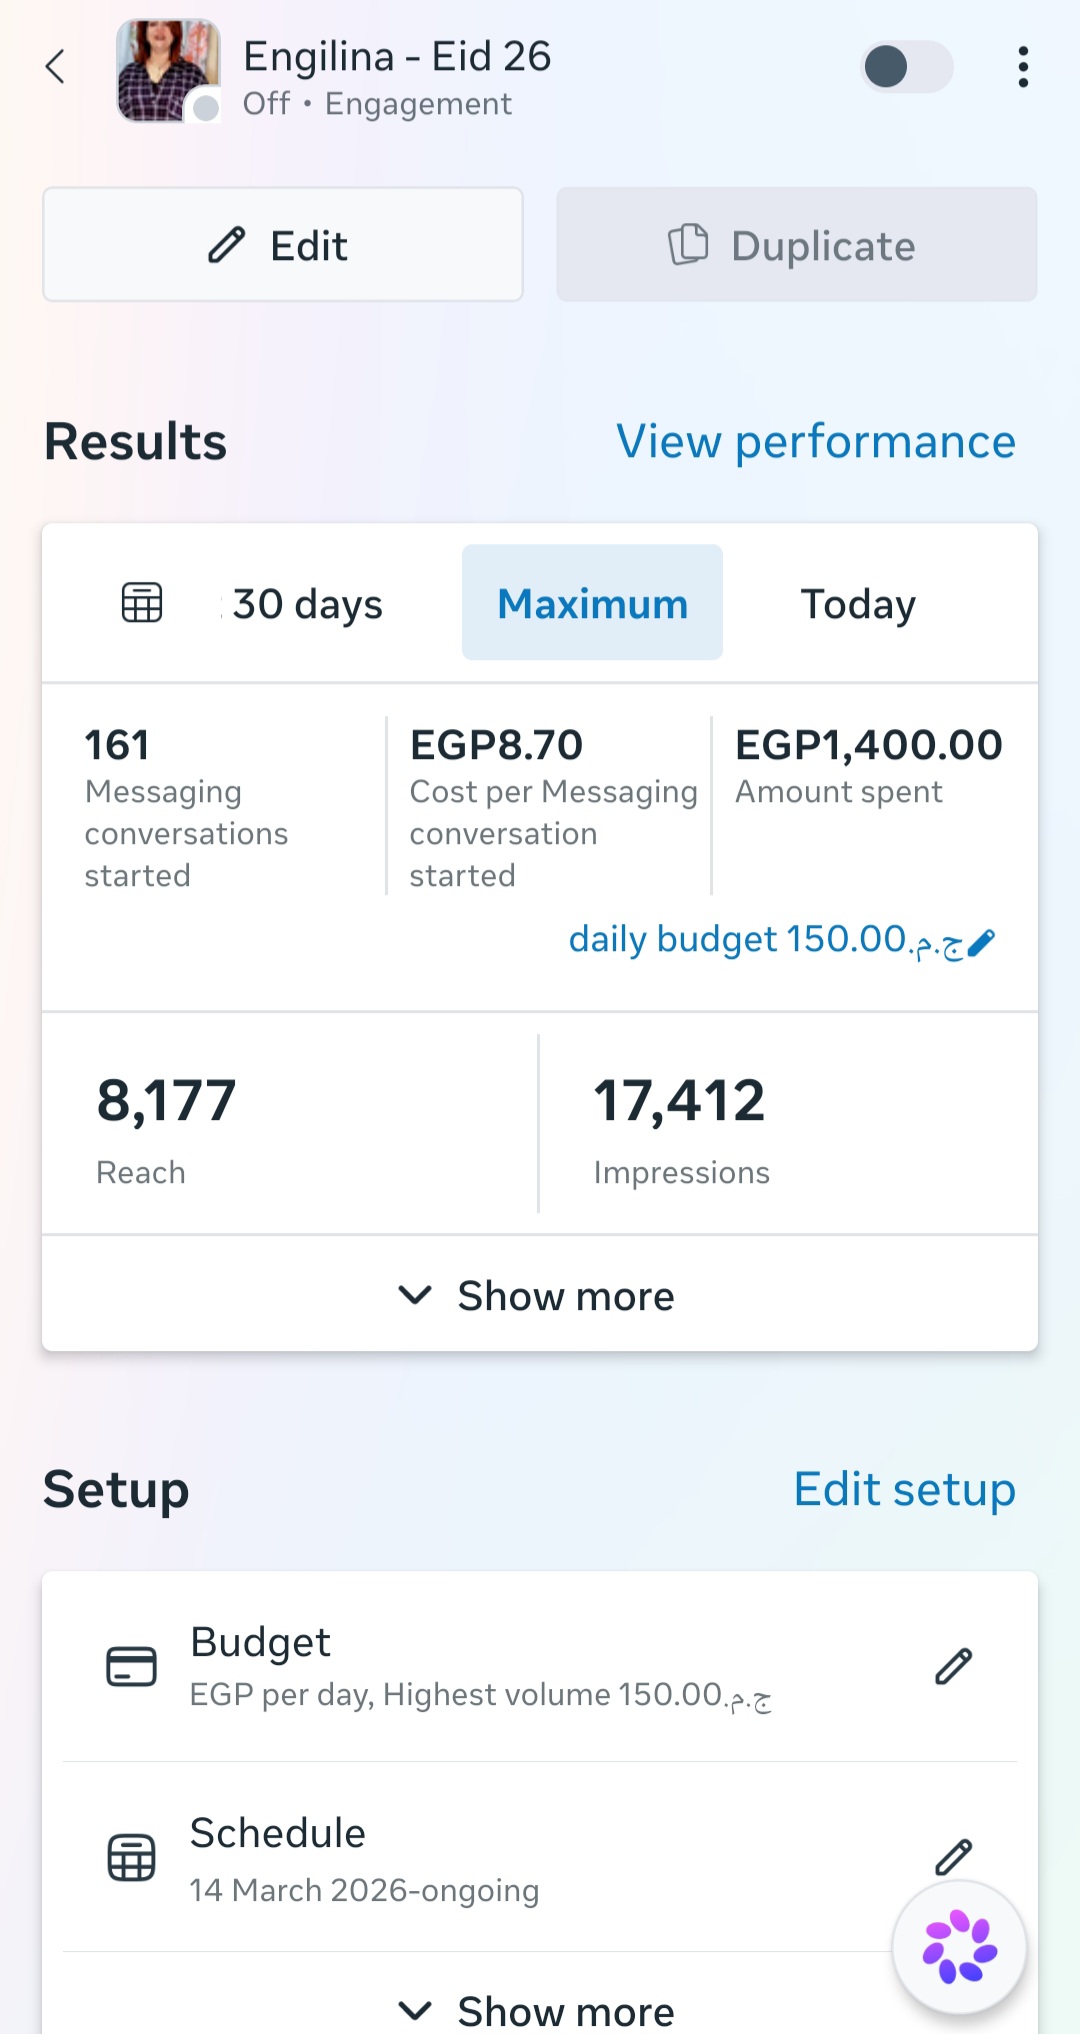 Engilina - Eid 26
Off • Engagement
Edit
Duplicate
Results
View performance
30 days
Maximum
Today
161
Messaging
conversations
started
EGP8.70
Cost per Messaging
conversation
started
EGP1,400.00
Amount spent
daily budget 150.00.ج.م
8,177
Reach
17,412
Impressions
Show more
Setup
Edit setup
Budget
EGP per day, Highest volume 150.00.ج.م
Schedule
14 March 2026-ongoing
Show more